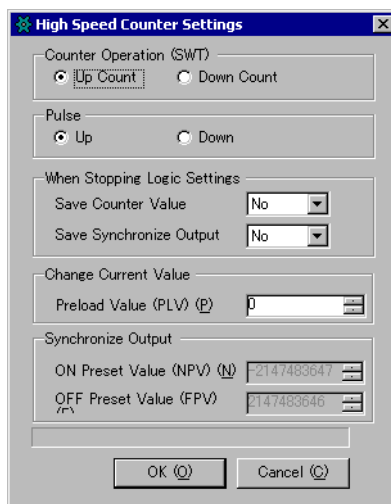 High Speed Counter Settings
Counter Operation (SWT)
Up Count Down Count
Pulse
Up Down
When Stopping Logic Settings
Save Counter Value No
Save Synchronize Output No
Change Current Value
Preload Value (PLV) (P) 0
Synchronize Output
ON Preset Value (NPV) (N) -2147483647
OFF Preset Value (FPV) 2147483646
OK (O) Cancel (C)